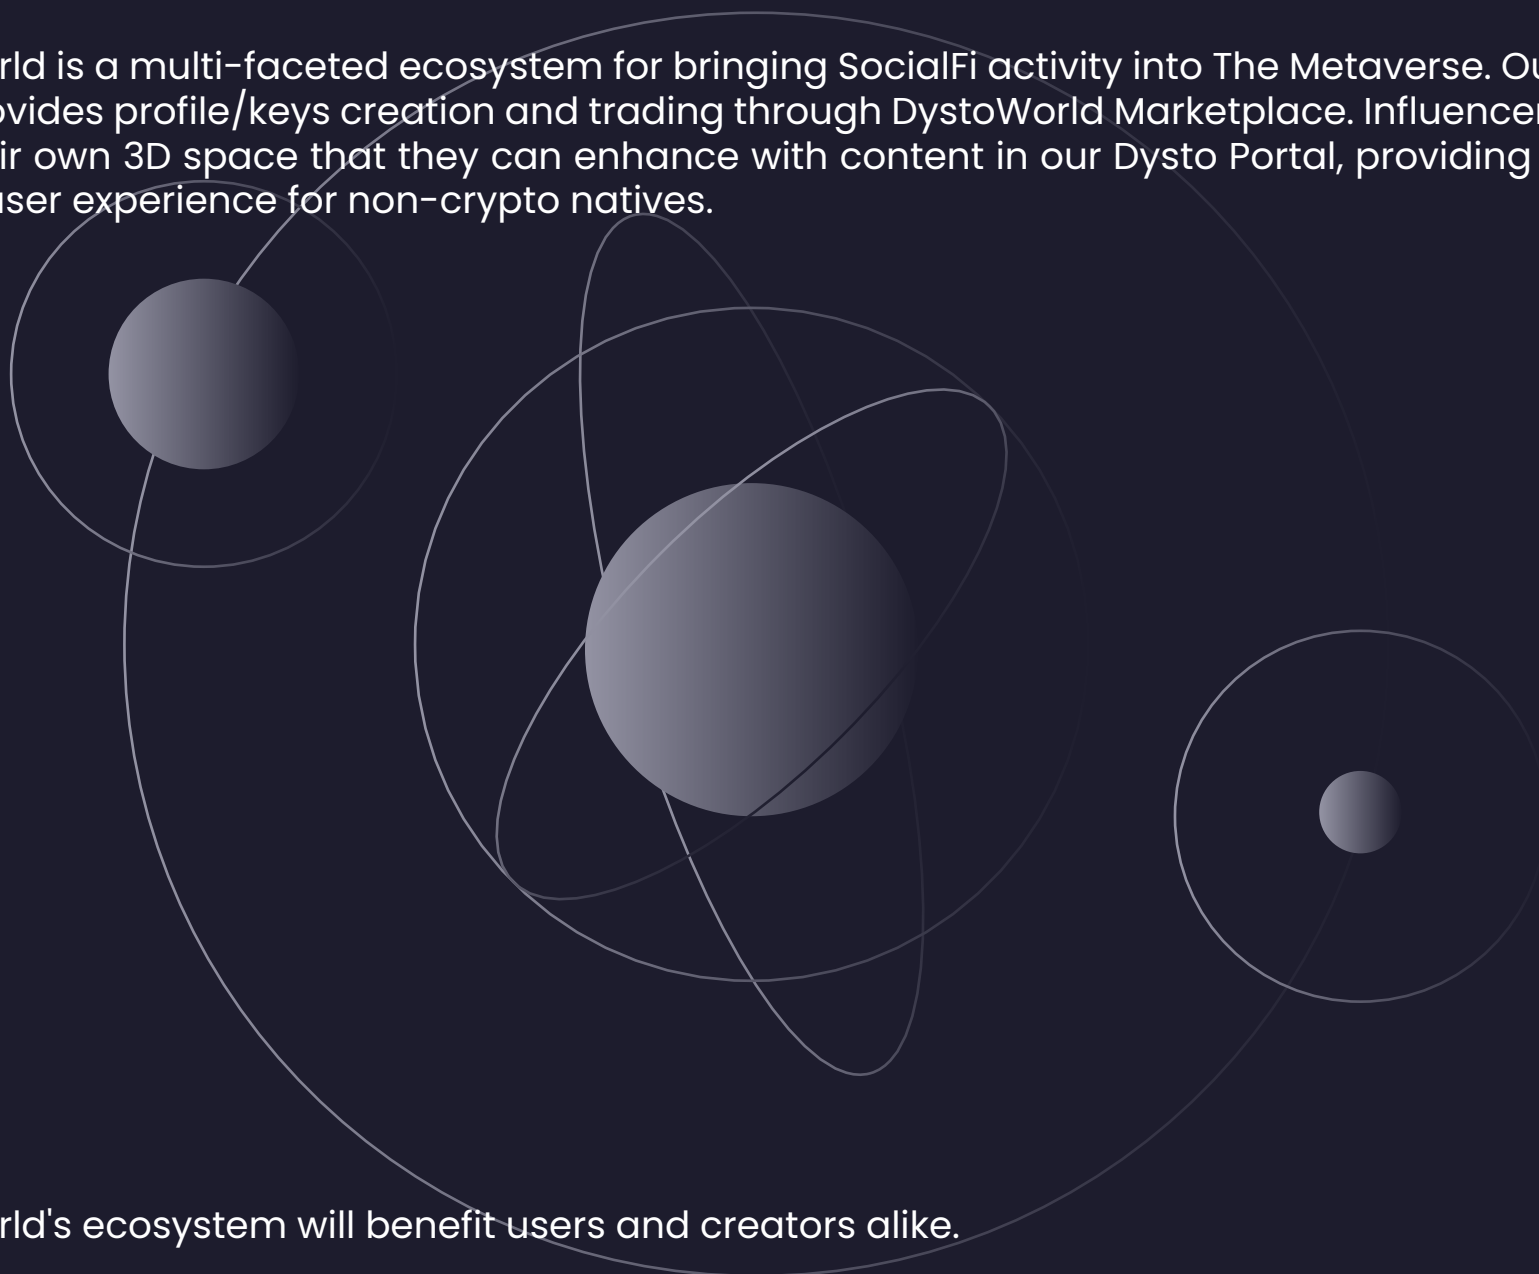 rld is a multi-faceted ecosystem for bringing SocialFi activity into The Metaverse. Ou
ovides profile/keys creation and trading through DystoWorld Marketplace. Influencer
ir own 3D space that they can enhance with content in our Dysto Portal, providing
user experience for non-crypto natives.
rld's ecosystem will benefit users and creators alike.